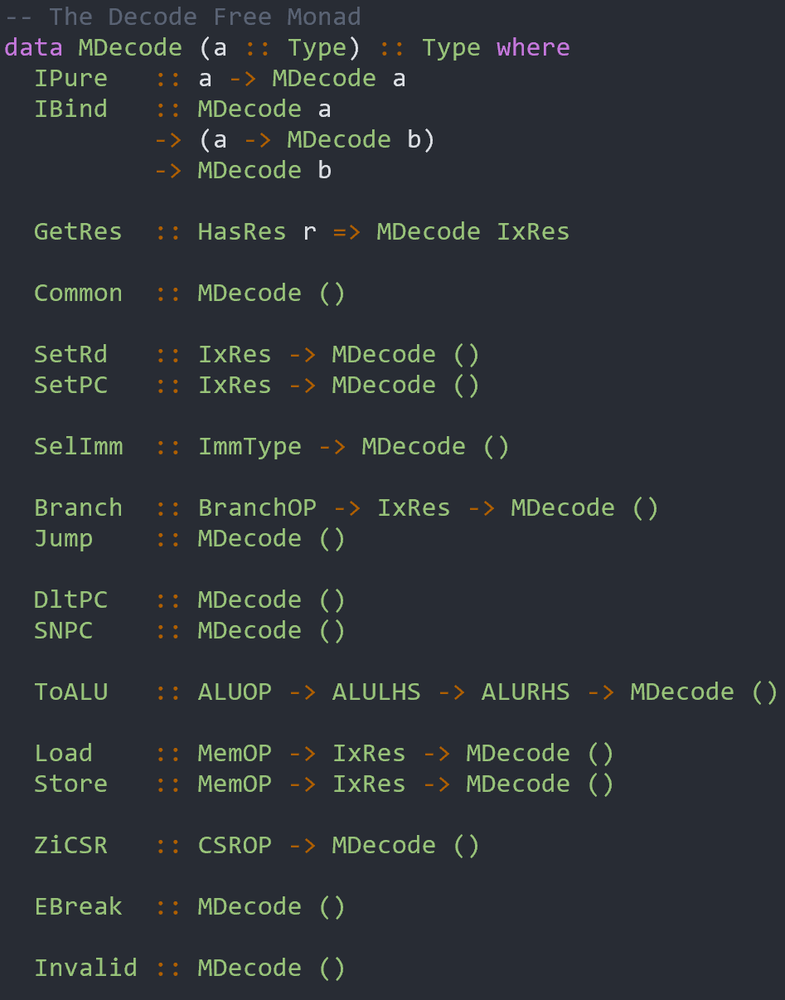 -- The Decode Free Monad
data MDecode (a :: Type) :: Type where
  IPure   :: a -> MDecode a
  IBind   :: MDecode a
          -> (a -> MDecode b)
          -> MDecode b

  GetRes  :: HasRes r => MDecode IxRes

  Common  :: MDecode ()

  SetRd   :: IxRes -> MDecode ()
  SetPC   :: IxRes -> MDecode ()

  SelImm  :: ImmType -> MDecode ()

  Branch  :: BranchOP -> IxRes -> MDecode ()
  Jump    :: MDecode ()

  DltPC   :: MDecode ()
  SNPC    :: MDecode ()

  ToALU   :: ALUOP -> ALULHS -> ALURHS -> MDecode ()

  Load    :: MemOP -> IxRes -> MDecode ()
  Store   :: MemOP -> IxRes -> MDecode ()

  ZiCSR   :: CSROP -> MDecode ()

  EBreak  :: MDecode ()

  Invalid :: MDecode ()